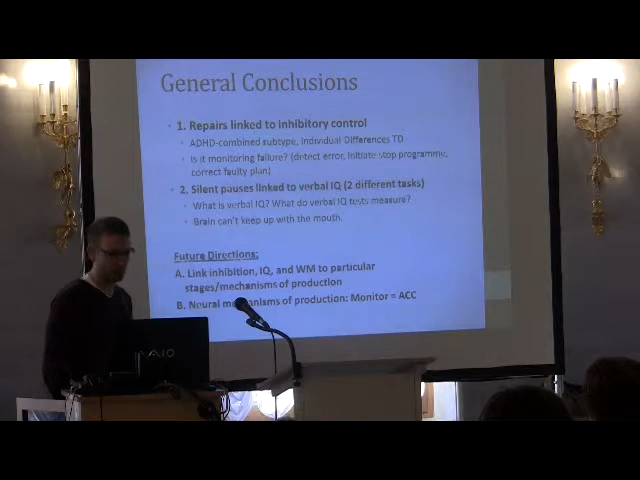 General Conclusions
1. Repairs linked to inhibitory control
ADHD-combined subtype, Individual Differences TD
Is it monitoring failure? (detect error, initiate stop programme,
correct faulty plan)
2. Silent pauses linked to verbal IQ (2 different tasks)
What is verbal IQ? What do verbal IQ tests measure?
Brain can't keep up with the mouth.
Future Directions:
A. Link inhibition, IQ, and WM to particular
stages/mechanisms of production
B. Neural mechanisms of production: Monitor = ACC
VAIO